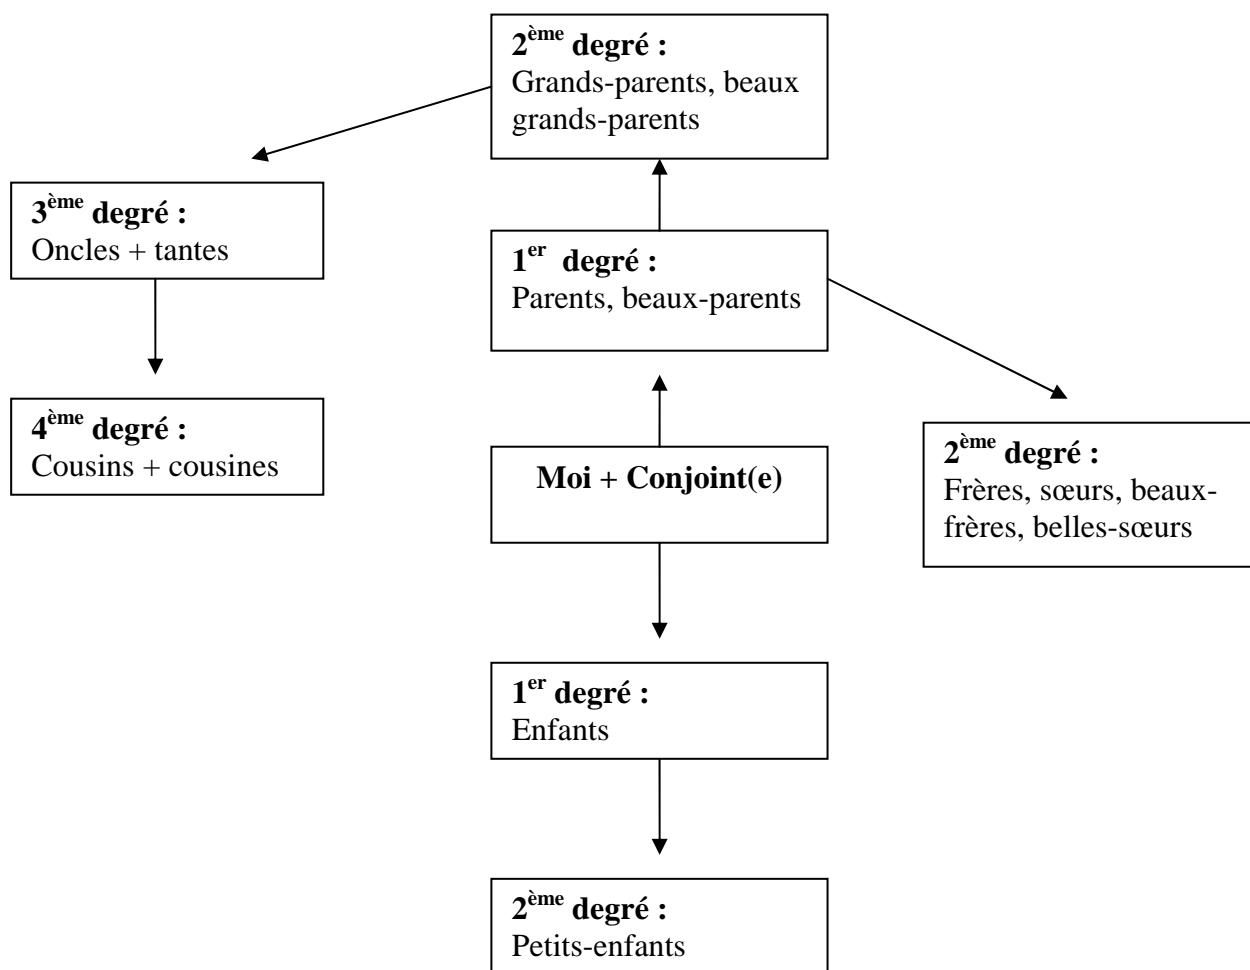 2ème degré :
Grands-parents, beaux
grands-parents
3ème degré :
Oncles + tantes
1er degré :
Parents, beaux-parents
4ème degré :
Cousins + cousines
Moi + Conjoint(e)
2ème degré :
Frères, sœurs, beaux-
frères, belles-sœurs
1er degré :
Enfants
2ème degré :
Petits-enfants